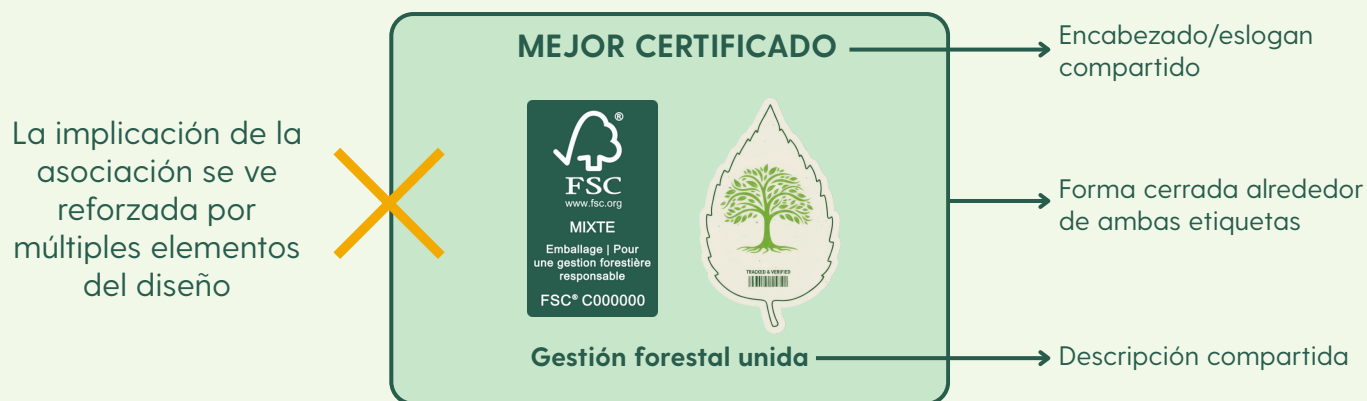 La implicación de la
asociación se ve
reforzada por
múltiples elementos
del diseño
MEJOR CERTIFICADO
®
FSC
www.fsc.org
MIXTE
Emballage | Pour
une gestion forestière
responsable
FSC® C000000
TRACKED & VERIFIED
Gestión forestal unida
Encabezado/eslogan
compartido
Forma cerrada alrededor
de ambas etiquetas
Descripción compartida